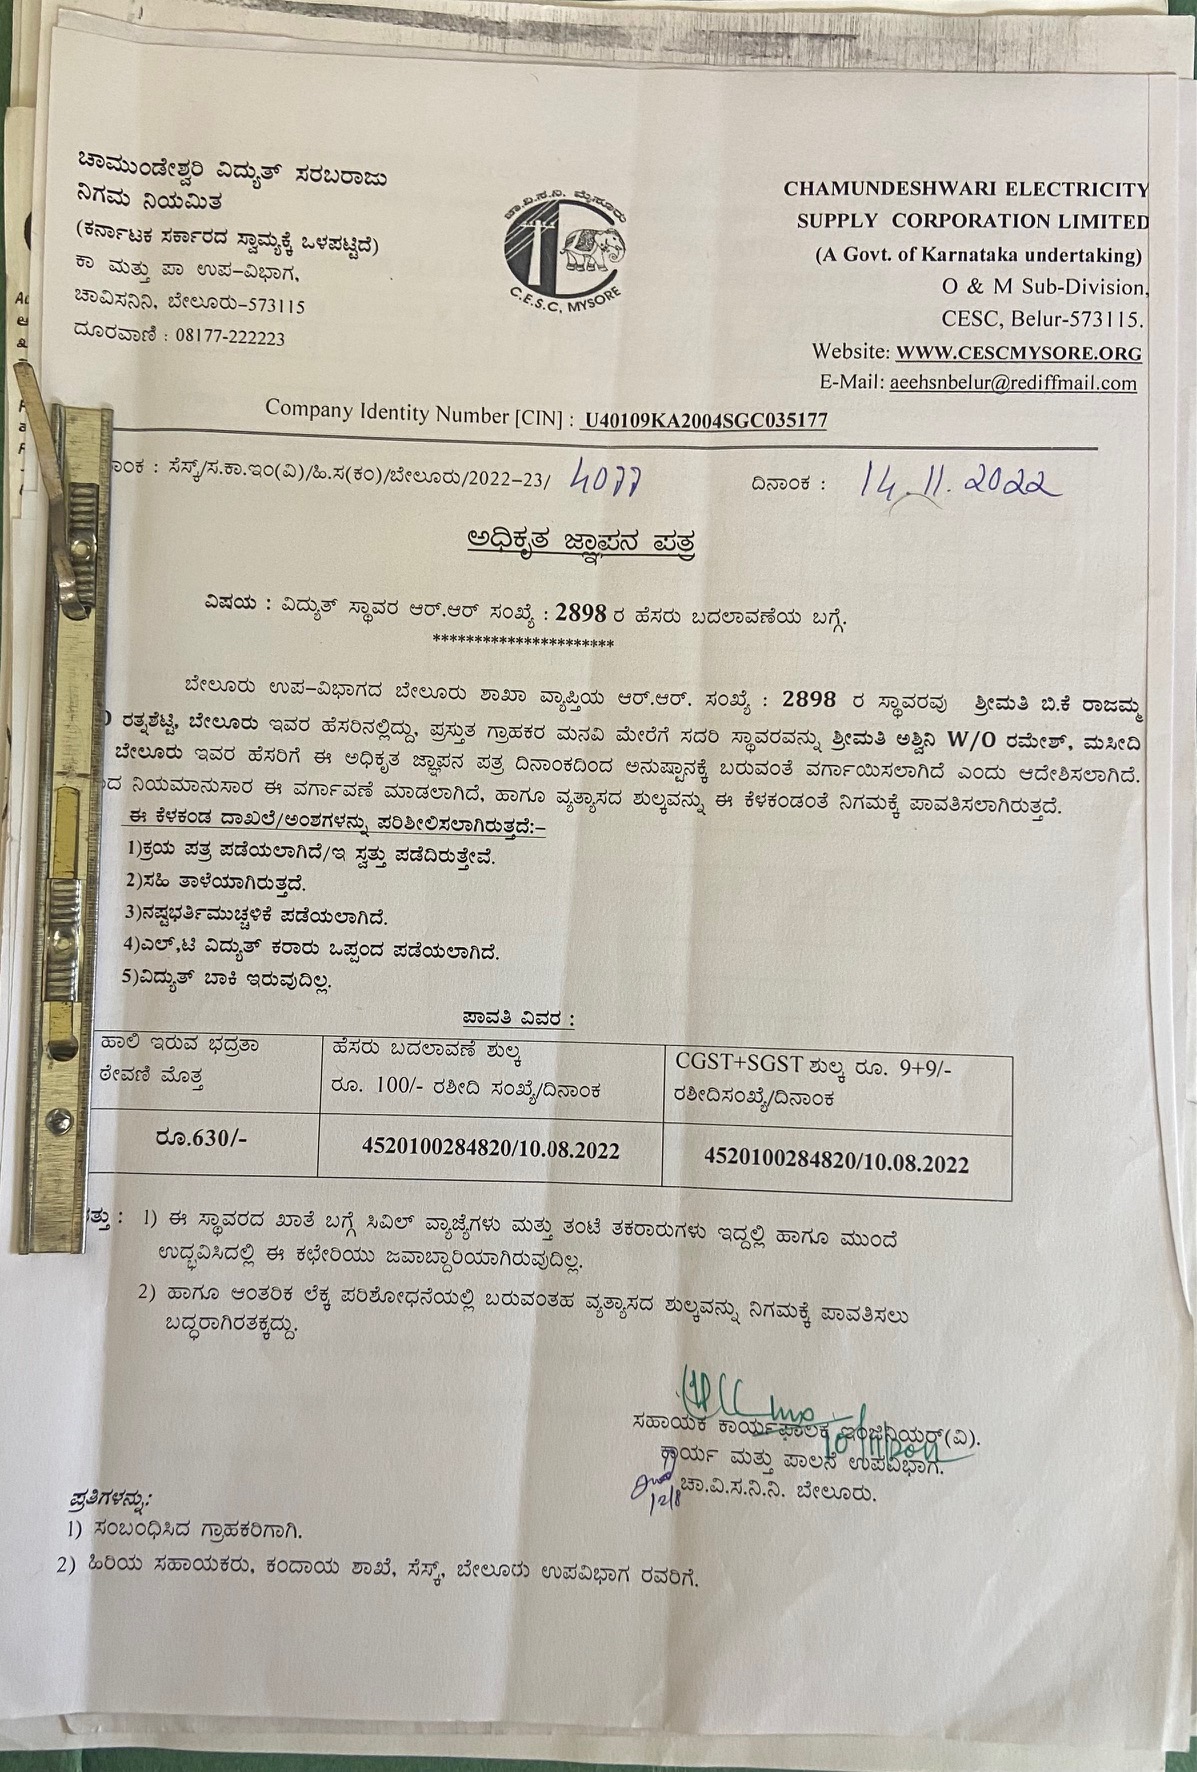 ಚಾಮುಂಡೇಶ್ವರಿ ವಿದ್ಯುತ್ ಸರಬರಾಜು
ನಿಗಮ ನಿಯಮಿತ
(ಕರ್ನಾಟಕ ಸರ್ಕಾರದ ಸ್ವಾಮ್ಯಕ್ಕೆ ಒಳಪಟ್ಟಿದೆ)
ಕಾ ಮತ್ತು ಪಾ ಉಪ-ವಿಭಾಗ,
ಚಾವಿಸನಿನಿ, ಬೇಲೂರು-573115
ದೂರವಾಣಿ : 08177-222223
ಚಾ.ವಿ.ಸ.ನಿ. ಮೈಸೂರು
C.E.S.C, MYSORE
CHAMUNDESHWARI ELECTRICITY
SUPPLY CORPORATION LIMITED
(A Govt. of Karnataka undertaking)
O & M Sub-Division,
CESC, Belur-573115.
Website: WWW.CESCMYSORE.ORG
E-Mail: aeehsnbelur@rediffmail.com
Company Identity Number [CIN] : U40109KA2004SGC035177
ಾಂಕ : ಸೆಸ್ಕ್/ಸ.ಕಾ.ಇಂ(ವಿ)/ಹಿ.ಸ(ಕಂ)/ಬೇಲೂರು/2022-23/ 4077 ದಿನಾಂಕ : 14.11.2022
ಅಧಿಕೃತ ಜ್ಞಾಪನ ಪತ್ರ
ವಿಷಯ : ವಿದ್ಯುತ್ ಸ್ಥಾವರ ಆರ್.ಆರ್ ಸಂಖ್ಯೆ : 2898 ರ ಹೆಸರು ಬದಲಾವಣೆಯ ಬಗ್ಗೆ.
**********************
ಬೇಲೂರು ಉಪ-ವಿಭಾಗದ ಬೇಲೂರು ಶಾಖಾ ವ್ಯಾಪ್ತಿಯ ಆರ್.ಆರ್. ಸಂಖ್ಯೆ : 2898 ರ ಸ್ಥಾವರವು ಶ್ರೀಮತಿ ಬಿ.ಕೆ ರಾಜಮ್ಮ
O ರತ್ನಶೆಟ್ಟಿ, ಬೇಲೂರು ಇವರ ಹೆಸರಿನಲ್ಲಿದ್ದು, ಪ್ರಸ್ತುತ ಗ್ರಾಹಕರ ಮನವಿ ಮೇರೆಗೆ ಸದರಿ ಸ್ಥಾವರವನ್ನು ಶ್ರೀಮತಿ ಅಶ್ವಿನಿ W/O ರಮೇಶ್, ಮಸೀದಿ
ಬೇಲೂರು ಇವರ ಹೆಸರಿಗೆ ಈ ಅಧಿಕೃತ ಜ್ಞಾಪನ ಪತ್ರ ದಿನಾಂಕದಿಂದ ಅನುಷ್ಠಾನಕ್ಕೆ ಬರುವಂತೆ ವರ್ಗಾಯಿಸಲಾಗಿದೆ ಎಂದು ಆದೇಶಿಸಲಾಗಿದೆ.
ದ ನಿಯಮಾನುಸಾರ ಈ ವರ್ಗಾವಣೆ ಮಾಡಲಾಗಿದೆ, ಹಾಗೂ ವ್ಯತ್ಯಾಸದ ಶುಲ್ಕವನ್ನು ಈ ಕೆಳಕಂಡಂತೆ ನಿಗಮಕ್ಕೆ ಪಾವತಿಸಲಾಗಿರುತ್ತದೆ.
ಈ ಕೆಳಕಂಡ ದಾಖಲೆ/ಅಂಶಗಳನ್ನು ಪರಿಶೀಲಿಸಲಾಗಿರುತ್ತದೆ:-
1)ಕ್ರಯ ಪತ್ರ ಪಡೆಯಲಾಗಿದೆ/ಇ ಸ್ವತ್ತು ಪಡೆದಿರುತ್ತೇವೆ.
2)ಸಹಿ ತಾಳೆಯಾಗಿರುತ್ತದೆ.
3)ನಷ್ಟಭರ್ತಿಮುಚ್ಚಳಿಕೆ ಪಡೆಯಲಾಗಿದೆ.
4)ಎಲ್,ಟಿ ವಿದ್ಯುತ್ ಕರಾರು ಒಪ್ಪಂದ ಪಡೆಯಲಾಗಿದೆ.
5)ವಿದ್ಯುತ್ ಬಾಕಿ ಇರುವುದಿಲ್ಲ.
ಪಾವತಿ ವಿವರ :
ಹಾಲಿ ಇರುವ ಭದ್ರತಾ
ಠೇವಣಿ ಮೊತ್ತ
ಹೆಸರು ಬದಲಾವಣೆ ಶುಲ್ಕ
ರೂ. 100/- ರಶೀದಿ ಸಂಖ್ಯೆ/ದಿನಾಂಕ
CGST+SGST ಶುಲ್ಕ ರೂ. 9+9/-
ರಶೀದಿಸಂಖ್ಯೆ/ದಿನಾಂಕ
ರೂ.630/-
4520100284820/10.08.2022
4520100284820/10.08.2022
ತ್ತು : 1) ಈ ಸ್ಥಾವರದ ಖಾತೆ ಬಗ್ಗೆ ಸಿವಿಲ್ ವ್ಯಾಜ್ಯೆಗಳು ಮತ್ತು ತಂಟೆ ತಕರಾರುಗಳು ಇದ್ದಲ್ಲಿ ಹಾಗೂ ಮುಂದೆ
ಉದ್ಭವಿಸಿದಲ್ಲಿ ಈ ಕಛೇರಿಯು ಜವಾಬ್ದಾರಿಯಾಗಿರುವುದಿಲ್ಲ.
2) ಹಾಗೂ ಆಂತರಿಕ ಲೆಕ್ಕ ಪರಿಶೋಧನೆಯಲ್ಲಿ ಬರುವಂತಹ ವ್ಯತ್ಯಾಸದ ಶುಲ್ಕವನ್ನು ನಿಗಮಕ್ಕೆ ಪಾವತಿಸಲು
ಬದ್ಧರಾಗಿರತಕ್ಕದ್ದು.
ಸಹಾಯಕ ಕಾರ್ಯಪಾಲಕ ಇಂಜಿನಿಯರ್(ವಿ).
ಕಾರ್ಯ ಮತ್ತು ಪಾಲನೆ ಉಪವಿಭಾಗ.
ಚಾ.ವಿ.ಸ.ನಿ.ನಿ. ಬೇಲೂರು.
ಪ್ರತಿಗಳನ್ನು:
1) ಸಂಬಂಧಿಸಿದ ಗ್ರಾಹಕರಿಗಾಗಿ.
2) ಹಿರಿಯ ಸಹಾಯಕರು, ಕಂದಾಯ ಶಾಖೆ, ಸೆಸ್ಕ್, ಬೇಲೂರು ಉಪವಿಭಾಗ ರವರಿಗೆ.